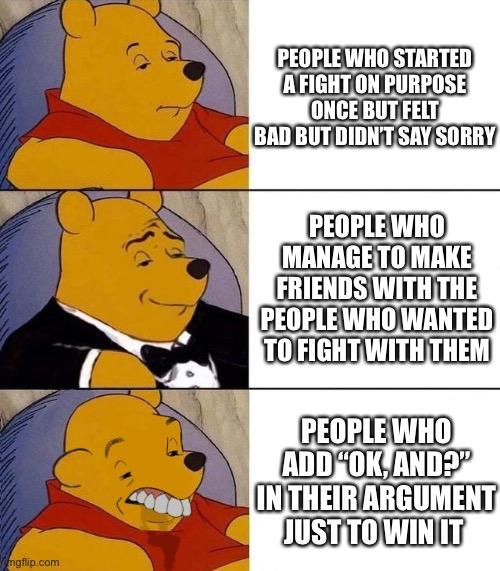 PEOPLE WHO STARTED
A FIGHT ON PURPOSE
ONCE BUT FELT
BAD BUT DIDN'T SAY SORRY
PEOPLE WHO
MANAGE TO MAKE
FRIENDS WITH THE
PEOPLE WHO WANTED
TO FIGHT WITH THEM
PEOPLE WHO
ADD “OK, AND?”
IN THEIR ARGUMENT
JUST TO WIN IT
imgflip.com